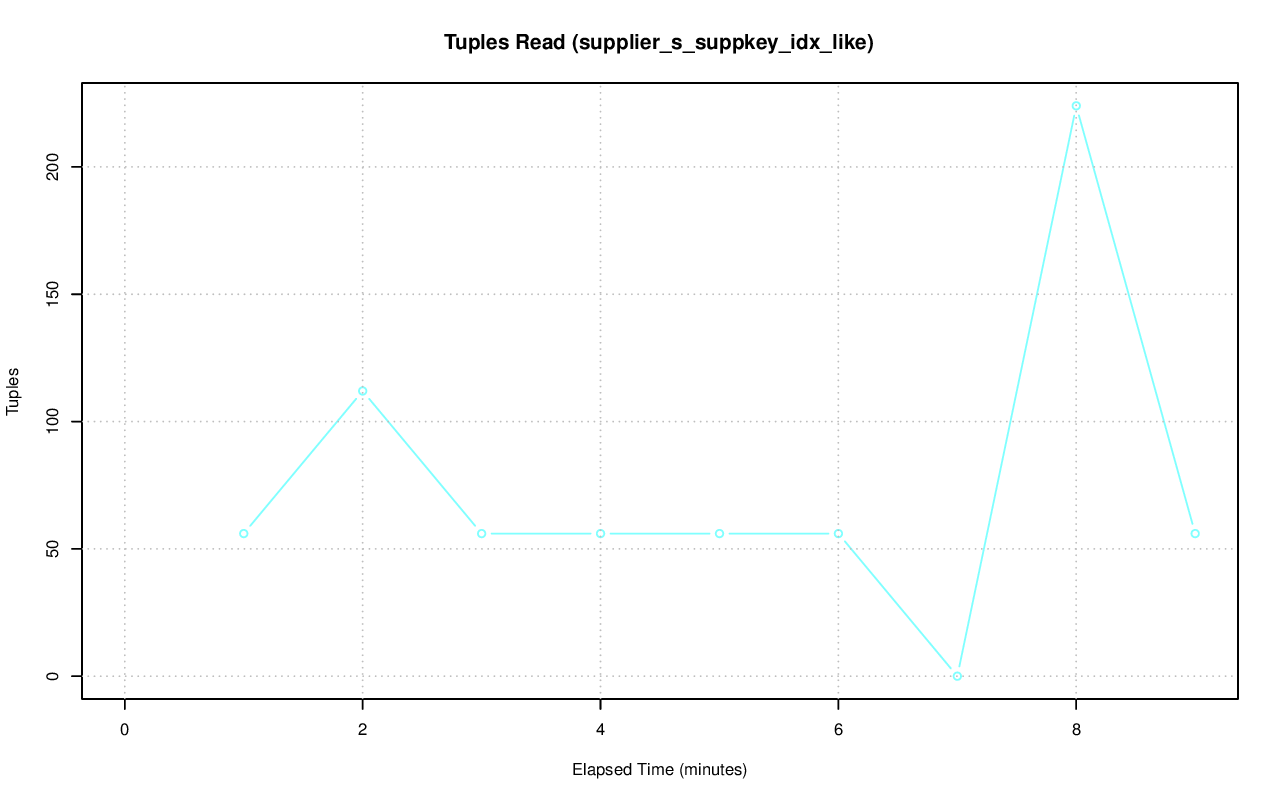 Tuples Read (supplier_s_suppkey_idx_like)
Tuples
200
150
100
50
0
0 2 4 6 8
Elapsed Time (minutes)